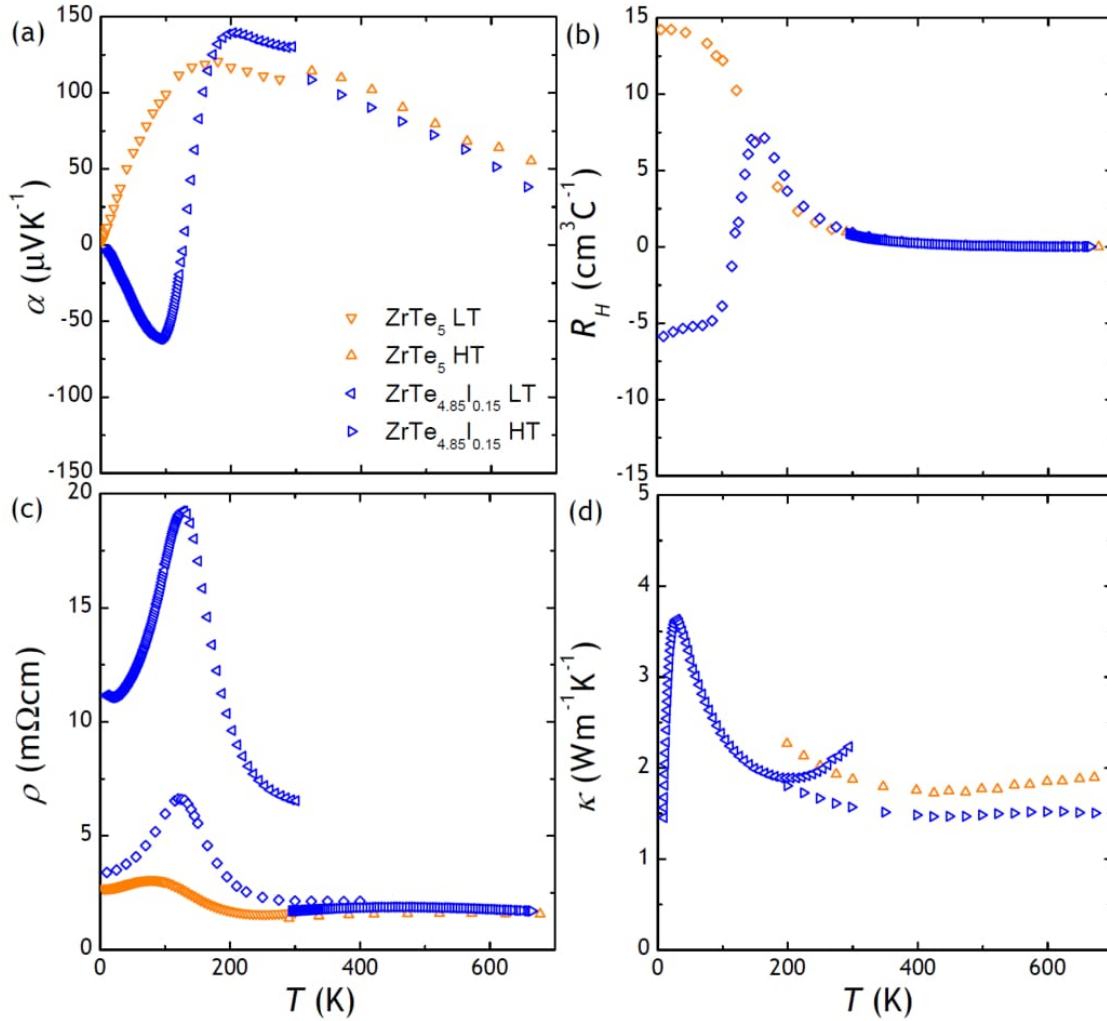 (a)
150
100
50
0
-50
-100
-150
α (μVK⁻¹)
ZrTe₅ LT
ZrTe₅ HT
ZrTe₄.₈₅I₀.₁₅ LT
ZrTe₄.₈₅I₀.₁₅ HT
(b)
15
10
5
0
-5
-10
-15
R_H (cm³C⁻¹)
(c)
20
15
10
5
0
ρ (mΩcm)
0 200 400 600
T (K)
(d)
5
4
3
2
1
0
κ (Wm⁻¹K⁻¹)
0 200 400 600
T (K)